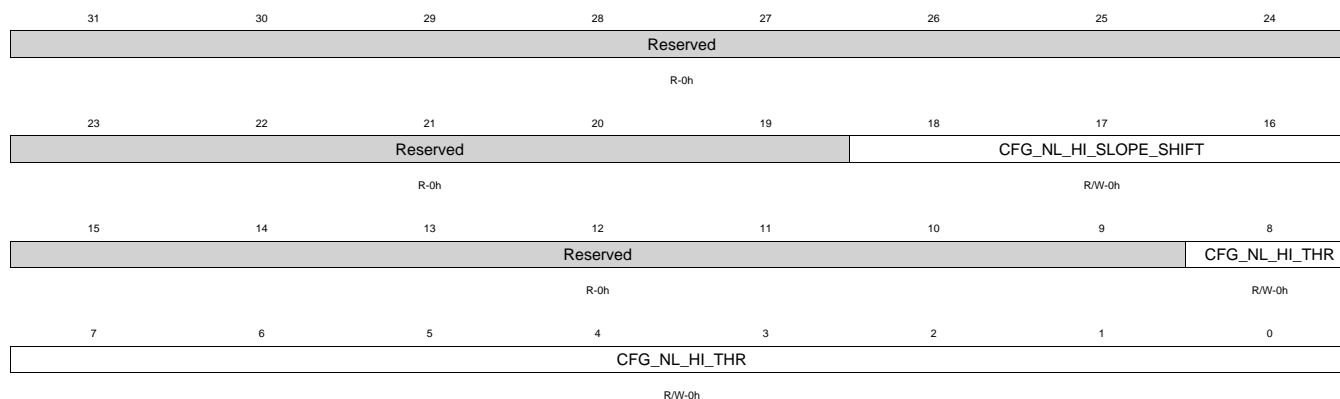 31 30 29 28 27 26 25 24
Reserved
R-0h
23 22 21 20 19 18 17 16
Reserved CFG_NL_HI_SLOPE_SHIFT
R-0h R/W-0h
15 14 13 12 11 10 9 8
Reserved CFG_NL_HI_THR
R-0h R/W-0h
7 6 5 4 3 2 1 0
CFG_NL_HI_THR
R/W-0h